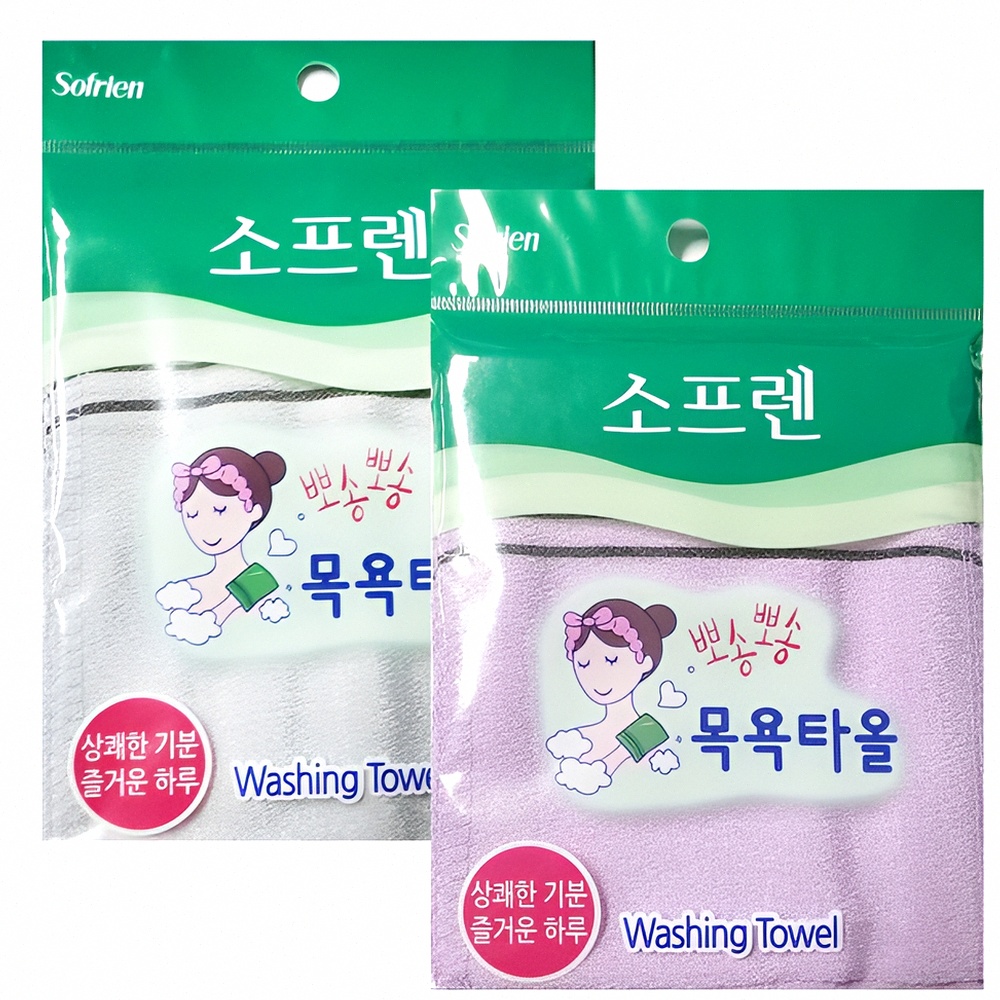 Sofrlen
소프렌
뽀송뽀송
목욕타
상쾌한 기분
즐거운 하루
Washing Towe
소프렌
뽀송뽀송
목욕타올
상쾌한 기분
즐거운 하루
Washing Towel